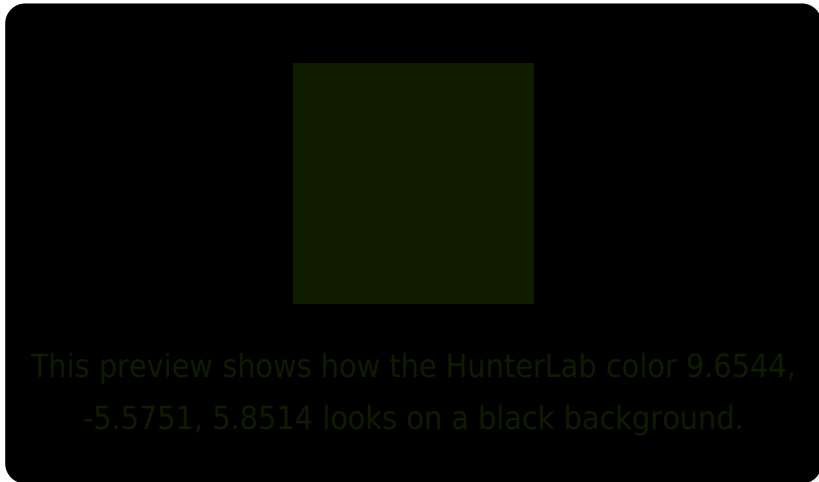 This preview shows how the HunterLab color 9.6544,
-5.5751, 5.8514 looks on a black background.